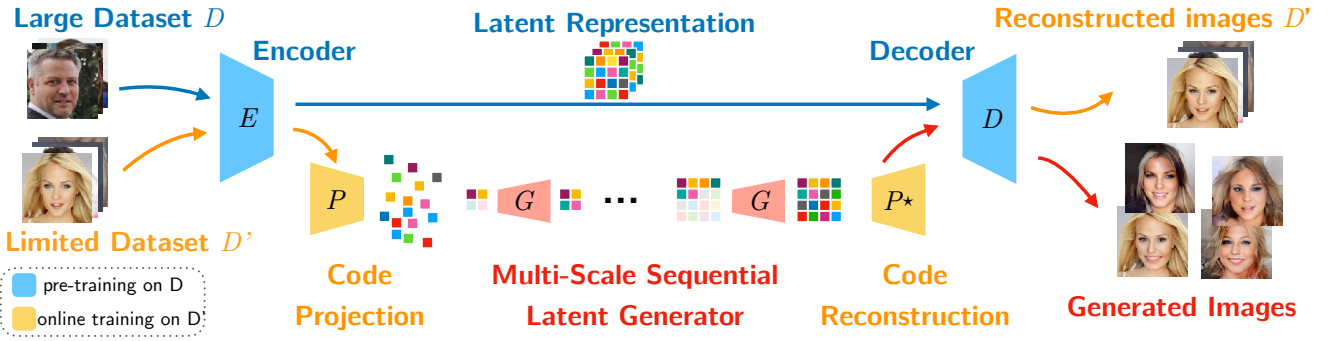 Large Dataset D
Encoder
Latent Representation
Decoder
Reconstructed images D'
E
D
P
G
...
G
P⋆
Limited Dataset D'
Code
Projection
Multi-Scale Sequential
Latent Generator
Code
Reconstruction
Generated Images
pre-training on D
online training on D'